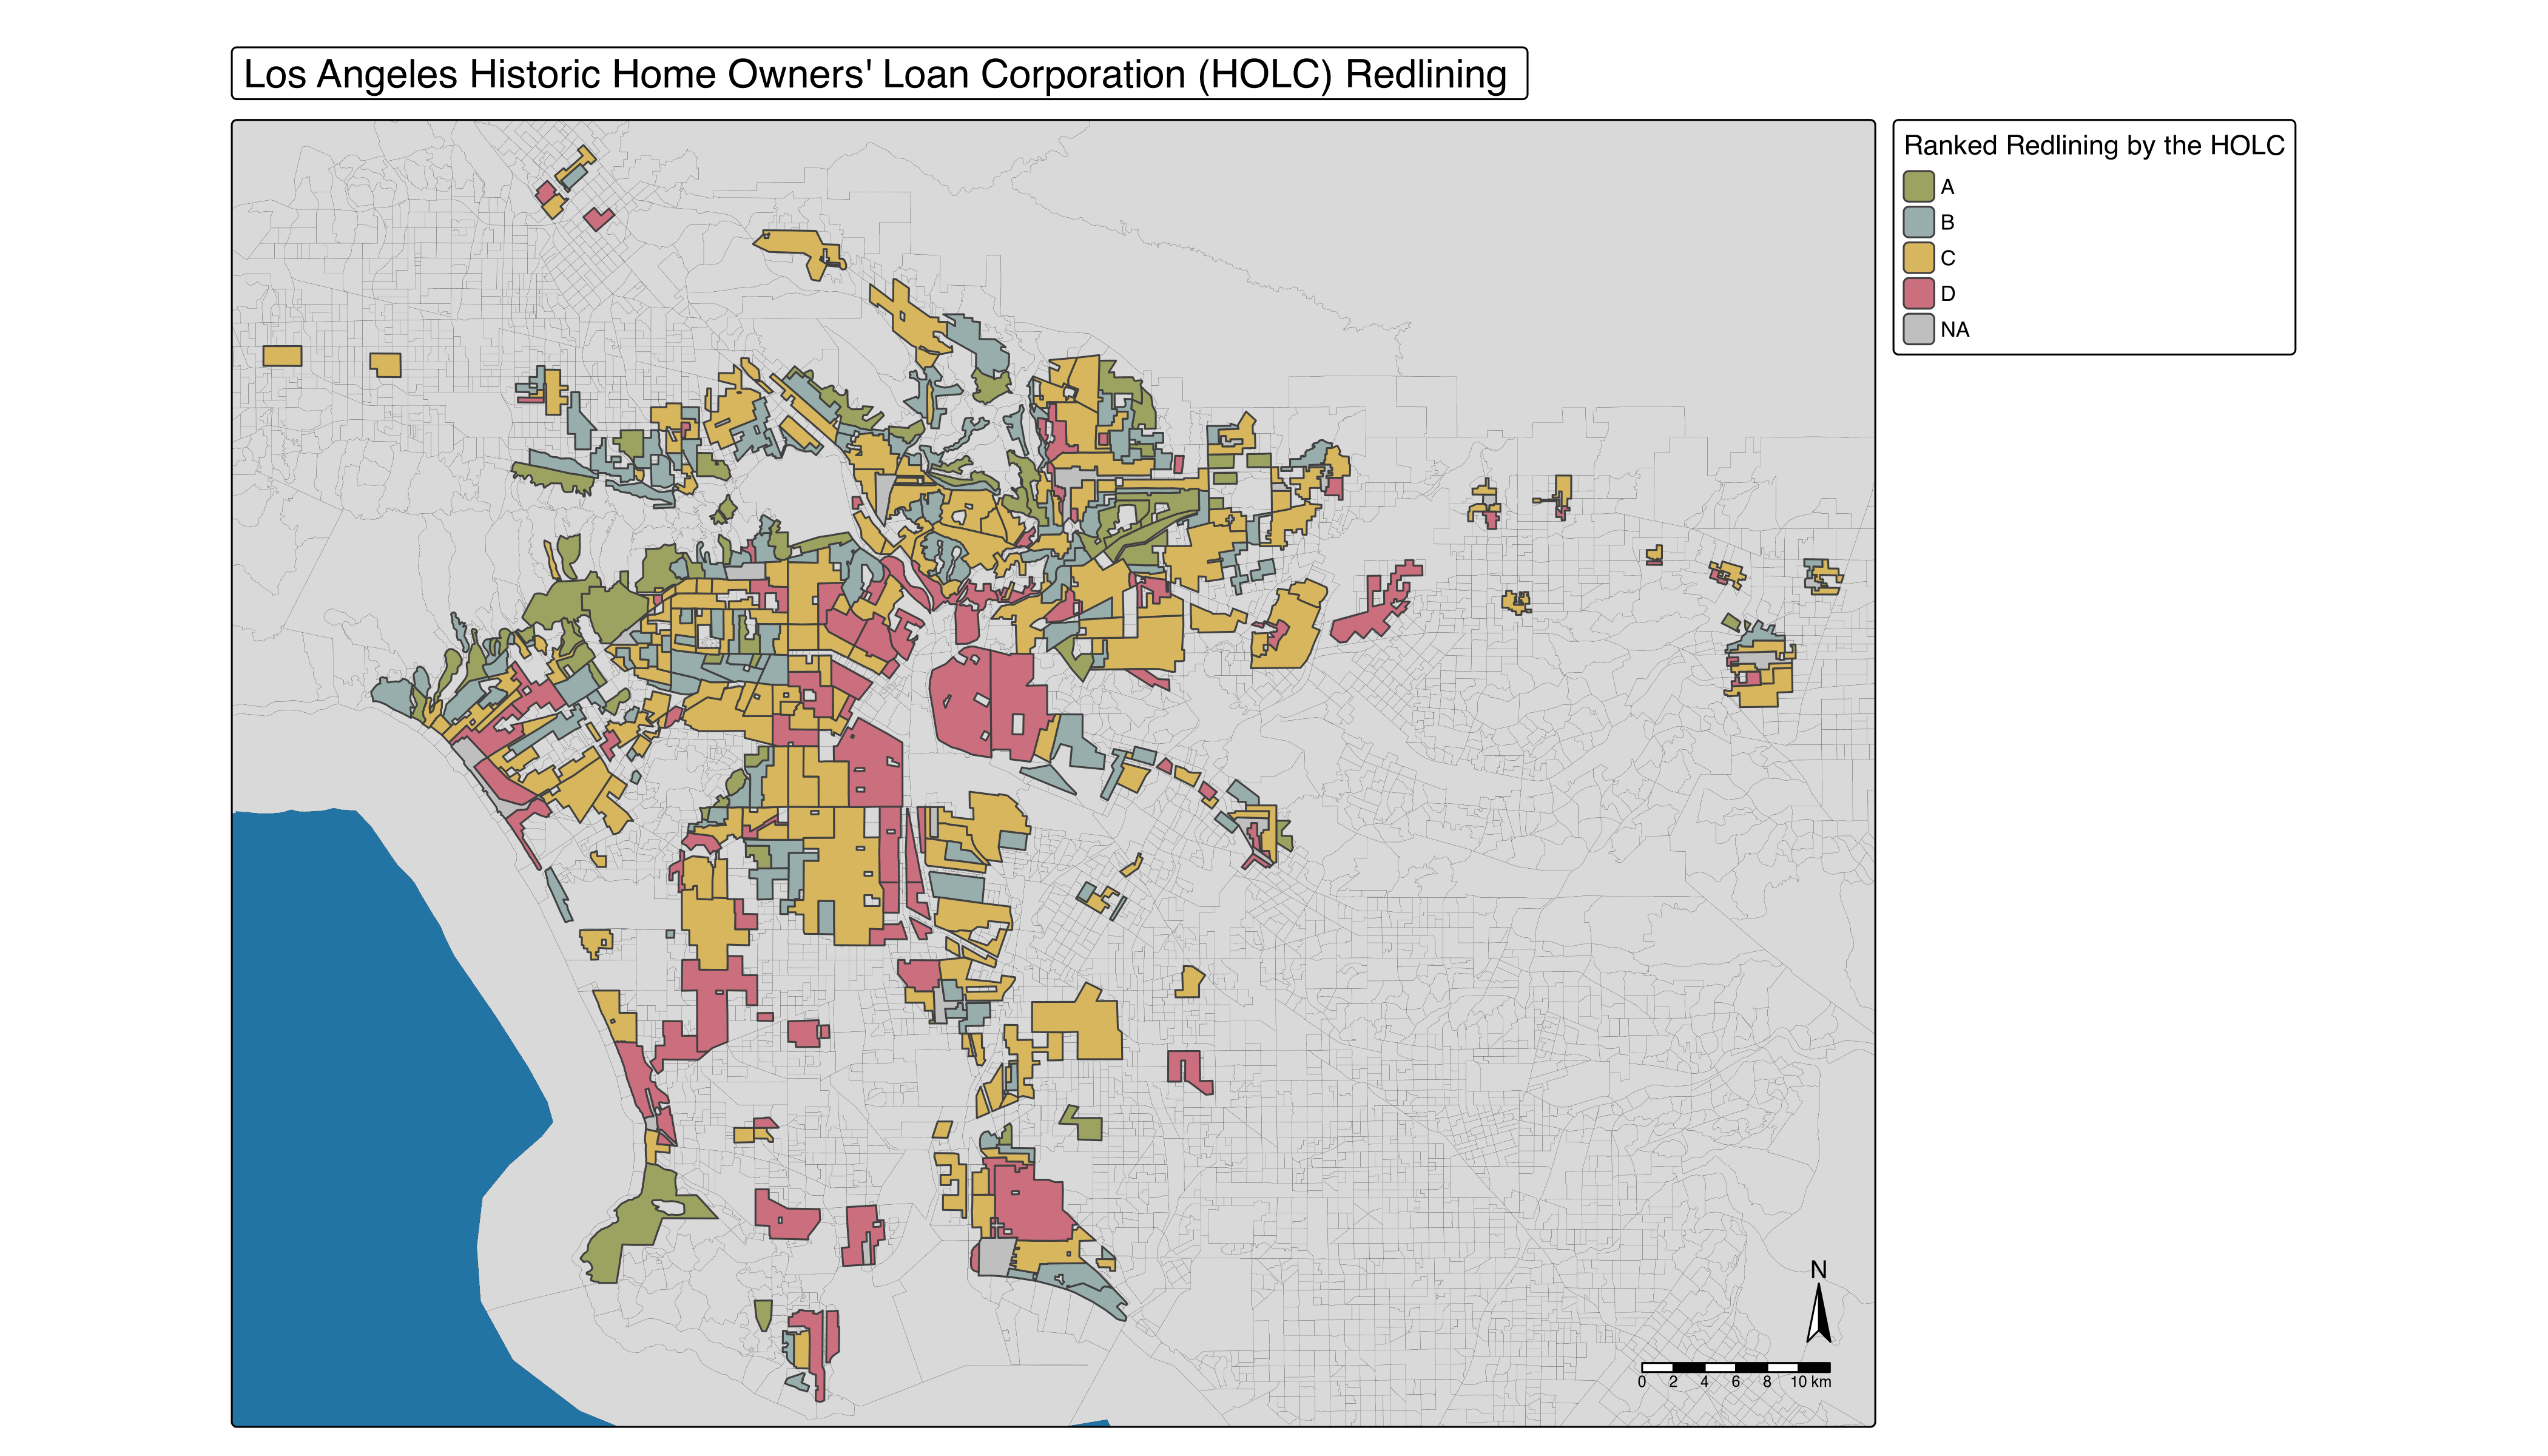 Los Angeles Historic Home Owners' Loan Corporation (HOLC) Redlining
Ranked Redlining by the HOLC
A
B
C
D
NA
N
0 2 4 6 8 10 km